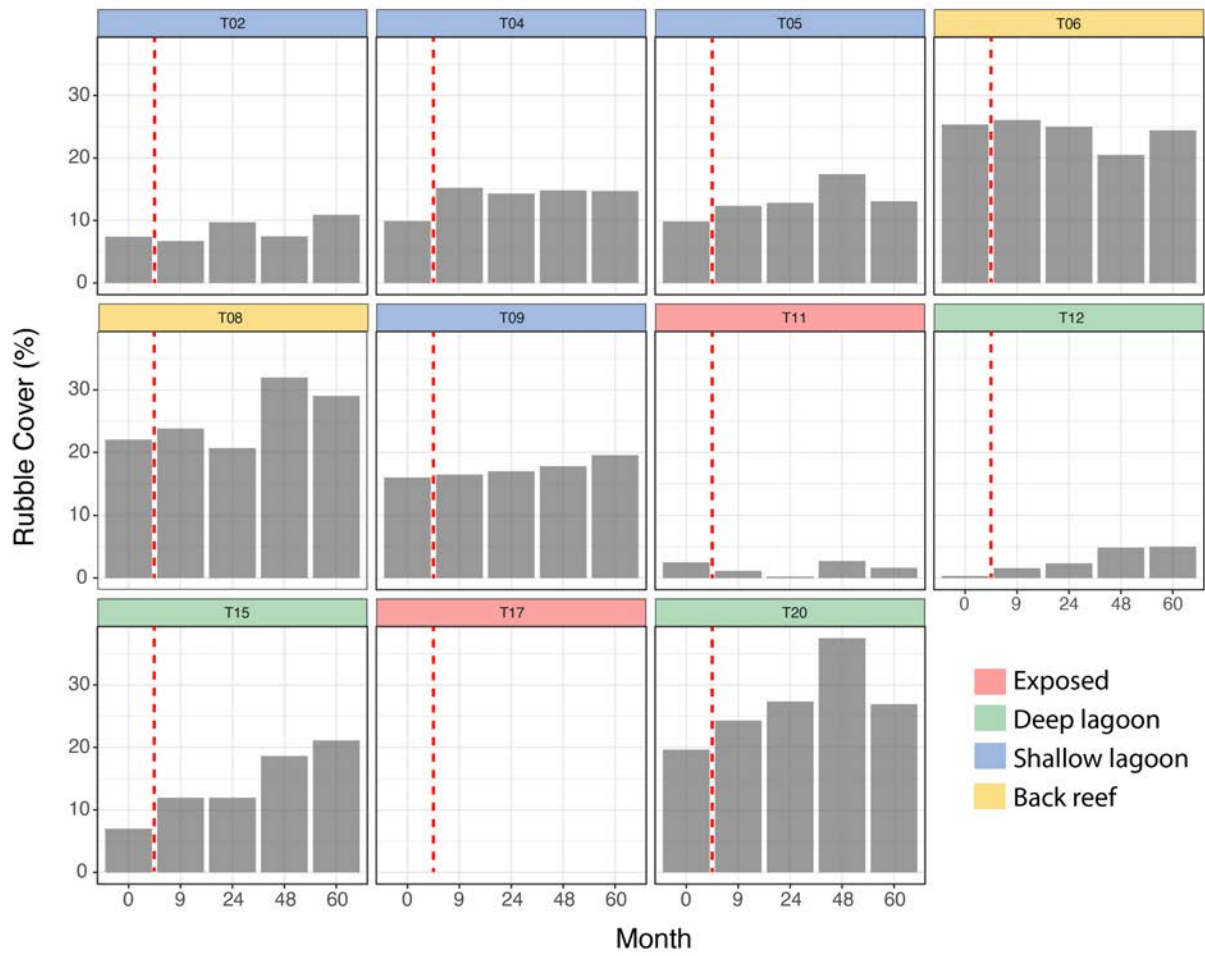 T02 T04 T05 T06
30
20
10
0
T08 T09 T11 T12
30
20
10
0
0 9 24 48 60
T15 T17 T20
30
20
10
0
0 9 24 48 60 0 9 24 48 60 0 9 24 48 60
Rubble Cover (%)
Month
Exposed
Deep lagoon
Shallow lagoon
Back reef